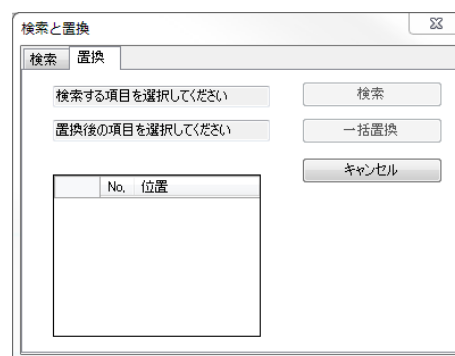 検索と置換
検索 置換
検索する項目を選択してください 検索
置換後の項目を選択してください 一括置換
キャンセル
No. 位置